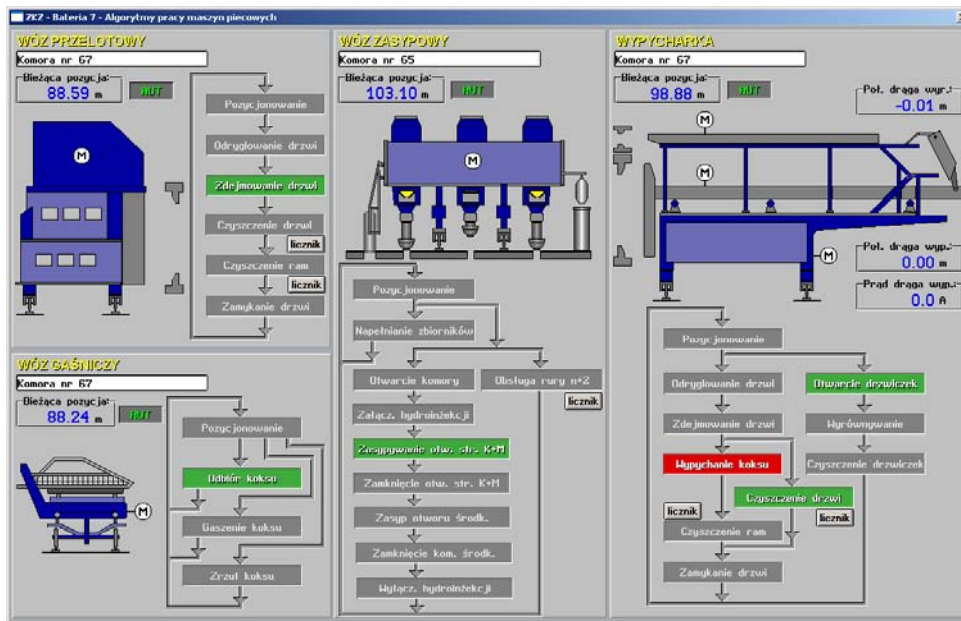 ZKZ - Bateria 7 - Algorytmy pracy maszyn piecowych
WÓZ PRZELOTOWY
Komora nr 67
Bieżąca pozycja:
88.59 m
AUT
M
Pozycjonowanie
Odryglowanie drzwi
Zdejmowanie drzwi
Czyszczenie drzwi
licznik
Czyszczenie ram
licznik
Zamykanie drzwi
WÓZ GAŚNICZY
Komora nr 67
Bieżąca pozycja:
88.24 m
AUT
M
Pozycjonowanie
Odbiór koksu
Gaszenie koksu
Zrzut koksu
WÓZ ZASYPOWY
Komora nr 65
Bieżąca pozycja:
103.10 m
AUT
M
Pozycjonowanie
Napełnianie zbiorników
Otwarcie komory
Obsługa rury n+2
licznik
Załącz. hydroinżekcji
Zasypywanie otw. str. K+M
Zamknięcie otw. str. K+M
Zasyp otworu środk.
Zamknięcie kom. środk.
Wyłącz. hydroinżekcji
WYPYCHARKA
Komora nr 67
Bieżąca pozycja:
98.88 m
AUT
Poł. drąga wyr.:
-0.01 m
M
M
M
Poł. drąga wyp.:
0.00 m
Prąd drąga wyp.:
0.0 A
Pozycjonowanie
Odryglowanie drzwi
Otwarcie drzwiczek
Zdejmowanie drzwi
Wyrównywanie
Wypychanie koksu
Czyszczenie drzwiczek
Czyszczenie drzwi
licznik
licznik
Czyszczenie ram
Zamykanie drzwi